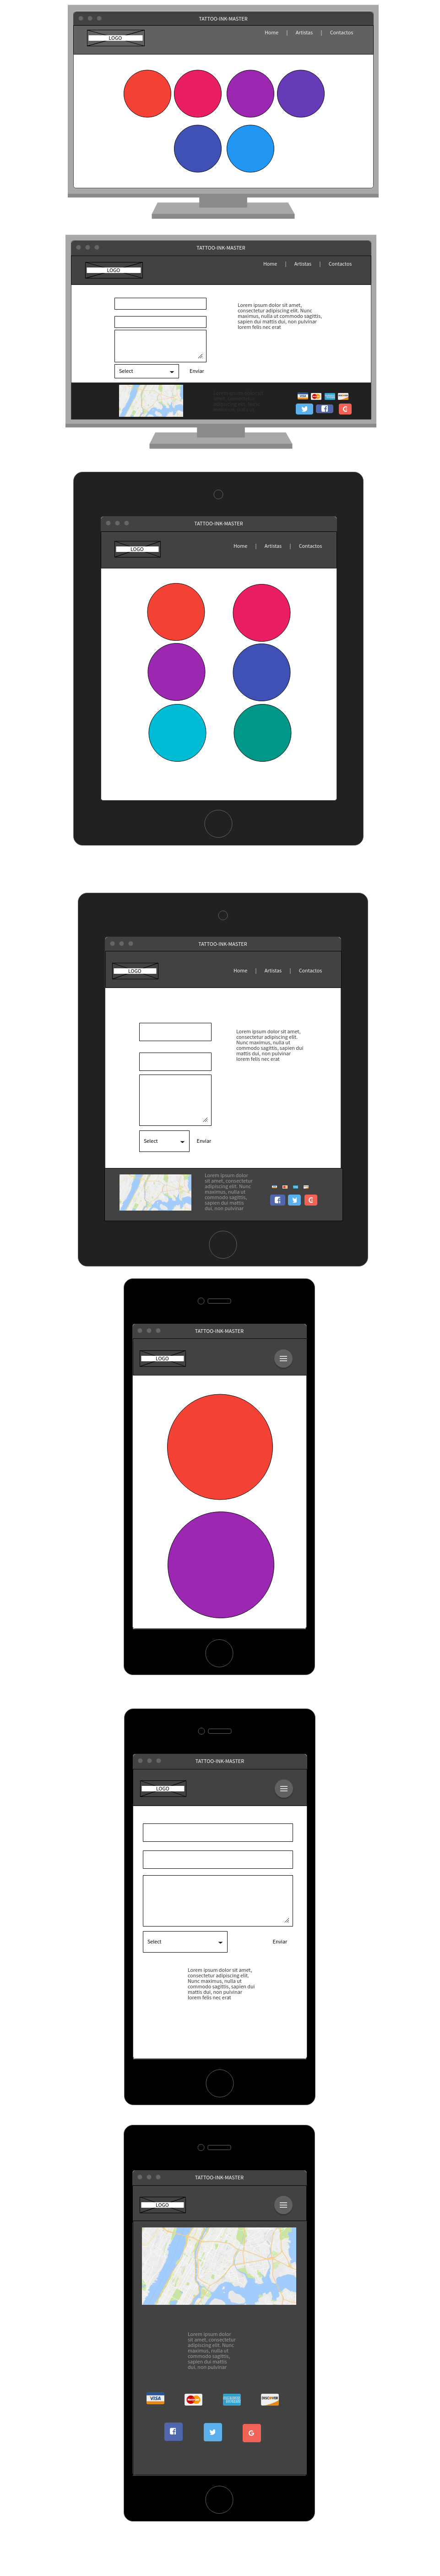 TATTOO-INK-MASTER
LOGO
Home | Artistas | Contactos
TATTOO-INK-MASTER
LOGO
Home | Artistas | Contactos
Lorem ipsum dolor sit amet,
consectetur adipiscing elit. Nunc
maximus, nulla ut commodo sagittis,
sapien dui mattis dui, non pulvinar
lorem felis nec erat
Select
Enviar
TATTOO-INK-MASTER
LOGO
Home | Artistas | Contactos
TATTOO-INK-MASTER
LOGO
Home | Artistas | Contactos
Lorem ipsum dolor sit amet,
consectetur adipiscing elit.
Nunc maximus, nulla ut
commodo sagittis, sapien dui
mattis dui, non pulvinar
lorem felis nec erat
Select
Enviar
Lorem ipsum dolor
sit amet, consectetur
adipiscing elit. Nunc
maximus, nulla ut
commodo sagittis,
sapien dui mattis
dui, non pulvinar
TATTOO-INK-MASTER
LOGO
TATTOO-INK-MASTER
LOGO
Select
Enviar
Lorem ipsum dolor sit amet,
consectetur adipiscing elit.
Nunc maximus, nulla ut
commodo sagittis, sapien dui
mattis dui, non pulvinar
lorem felis nec erat
TATTOO-INK-MASTER
LOGO
Lorem ipsum dolor
sit amet, consectetur
adipiscing elit. Nunc
maximus, nulla ut
commodo sagittis,
sapien dui mattis
dui, non pulvinar
VISA
MasterCard
DISCOVER
G